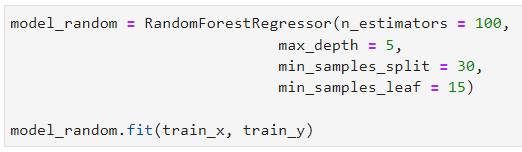 model_random = RandomForestRegressor(n_estimators = 100,
                              max_depth = 5,
                              min_samples_split = 30,
                              min_samples_leaf = 15)

model_random.fit(train_x, train_y)